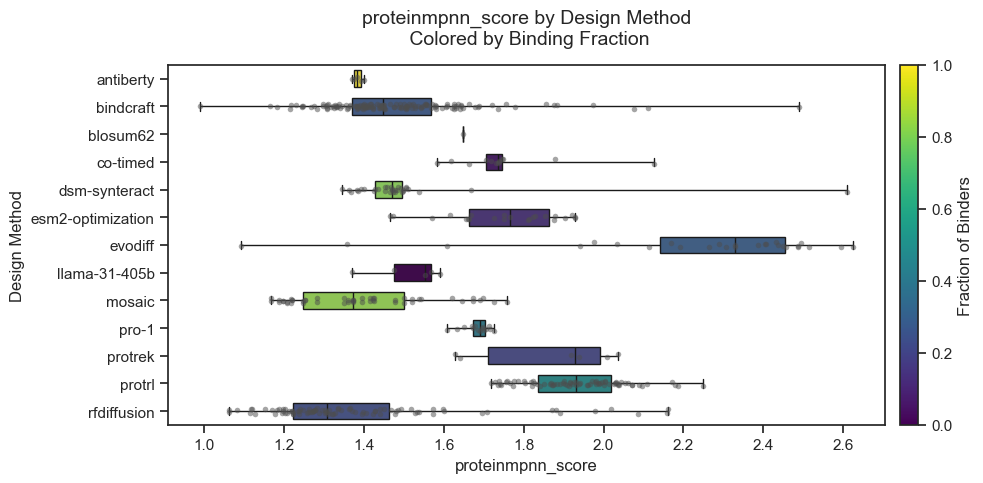 proteinmpnn_score by Design Method
Colored by Binding Fraction
Design Method
antiberty
bindcraft
blosum62
co-timed
dsm-synteract
esm2-optimization
evodiff
llama-31-405b
mosaic
pro-1
protrek
protrl
rfdiffusion
1.0 1.2 1.4 1.6 1.8 2.0 2.2 2.4 2.6
proteinmpnn_score
1.0
0.8
0.6
0.4
0.2
0.0
Fraction of Binders